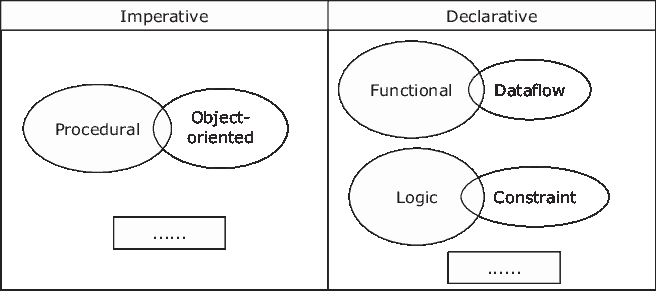 Imperative
Declarative
Procedural
Object-
oriented
......
Functional
Dataflow
Logic
Constraint
......